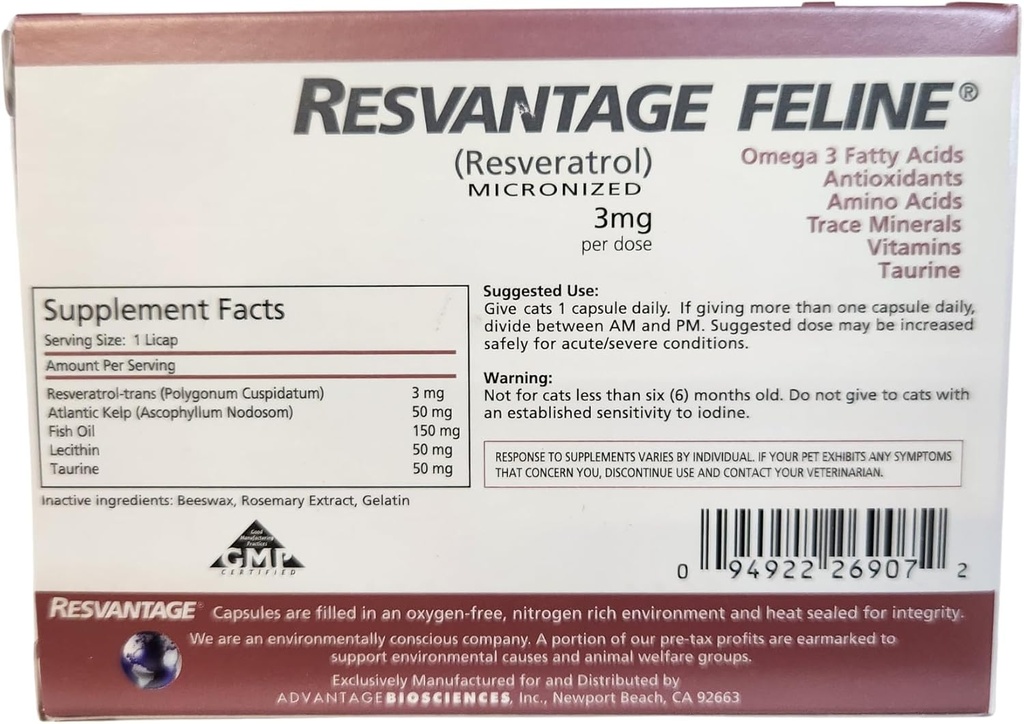 RESVANTAGE FELINE®
(Resveratrol)
MICRONIZED
3mg
per dose
Omega 3 Fatty Acids
Antioxidants
Amino Acids
Trace Minerals
Vitamins
Taurine
Supplement Facts
Serving Size: 1 Licap
Amount Per Serving
Resveratrol-trans (Polygonum Cuspidatum) 3 mg
Atlantic Kelp (Ascophyllum Nodosom) 50 mg
Fish Oil 150 mg
Lecithin 50 mg
Taurine 50 mg
Inactive ingredients: Beeswax, Rosemary Extract, Gelatin
Suggested Use:
Give cats 1 capsule daily. If giving more than one capsule daily,
divide between AM and PM. Suggested dose may be increased
safely for acute/severe conditions.
Warning:
Not for cats less than six (6) months old. Do not give to cats with
an established sensitivity to iodine.
RESPONSE TO SUPPLEMENTS VARIES BY INDIVIDUAL. IF YOUR PET EXHIBITS ANY SYMPTOMS
THAT CONCERN YOU, DISCONTINUE USE AND CONTACT YOUR VETERINARIAN.
Good
Manufacturing
Practices
GMP
CERTIFIED
0 94922 26907 2
RESVANTAGE® Capsules are filled in an oxygen-free, nitrogen rich environment and heat sealed for integrity.
We are an environmentally conscious company. A portion of our pre-tax profits are earmarked to
support environmental causes and animal welfare groups.
Exclusively Manufactured for and Distributed by
ADVANTAGEBIOSCIENCES, Inc., Newport Beach, CA 92663